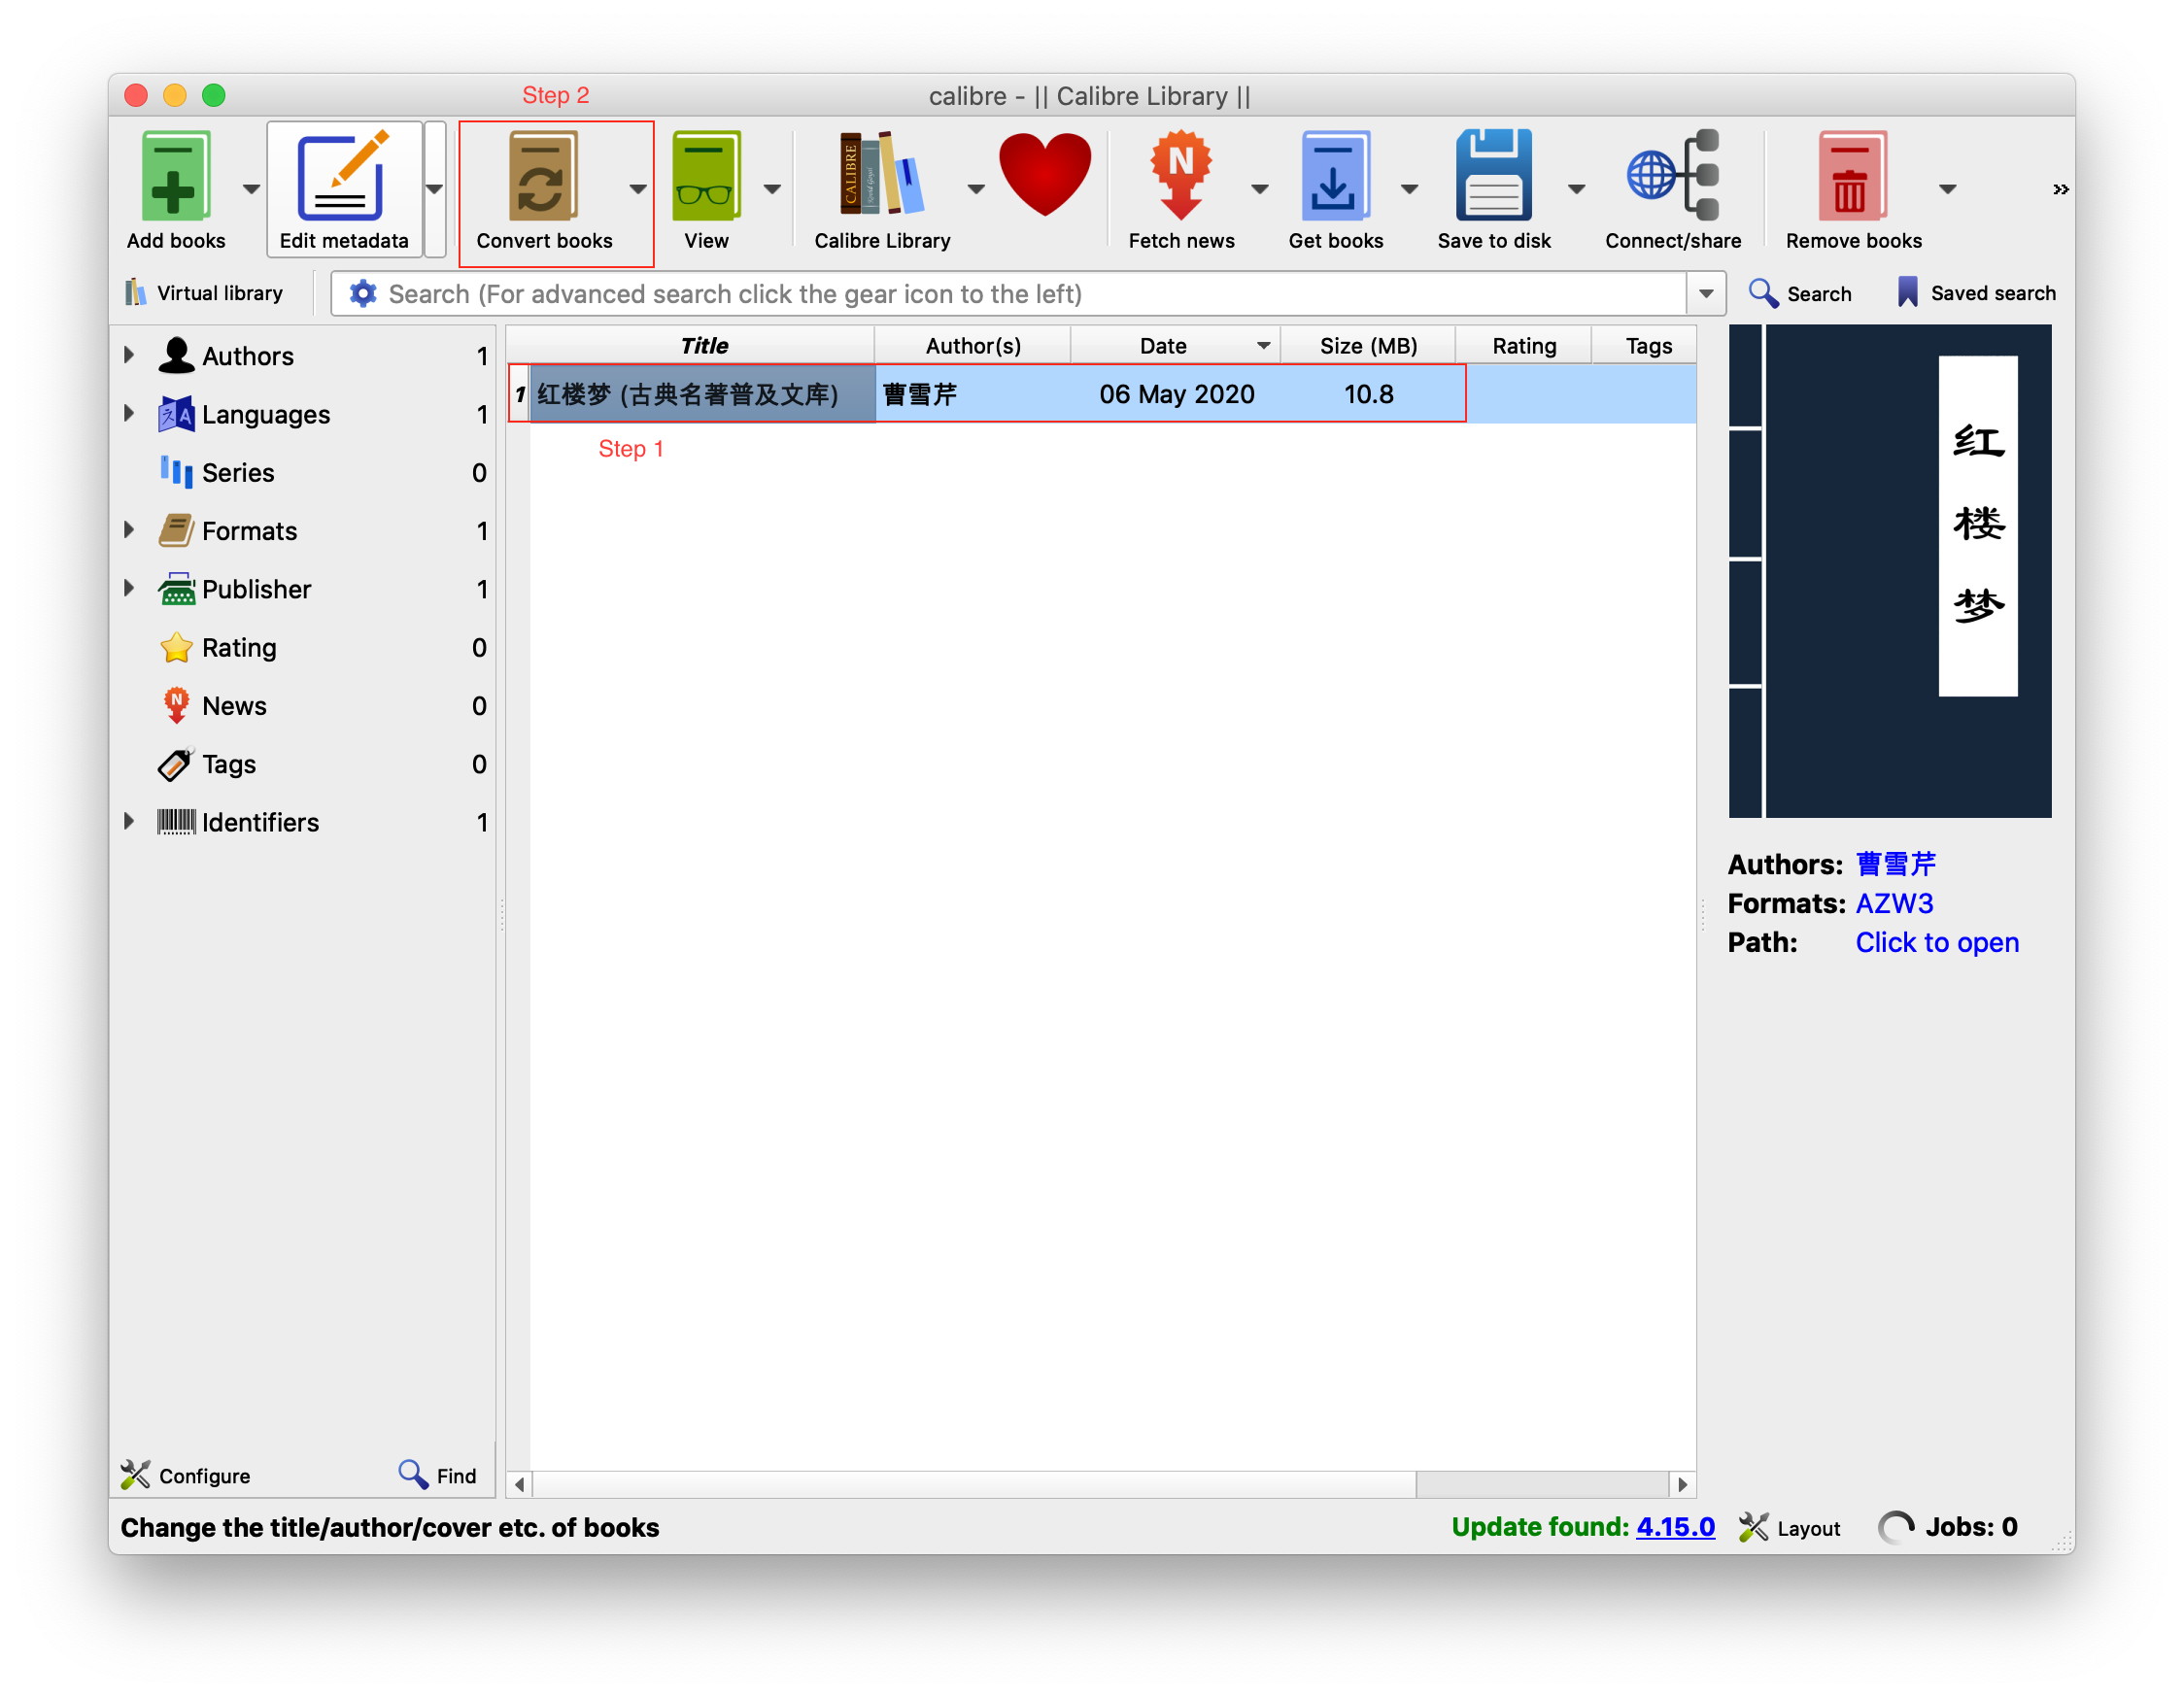 Step 2
calibre - || Calibre Library ||
Add books
Edit metadata
Convert books
View
CALIBRE
Calibre Library
N
Fetch news
Get books
Save to disk
Connect/share
Remove books
»
Virtual library
Search (For advanced search click the gear icon to the left)
Search
Saved search
Authors 1
Languages 1
Series 0
Formats 1
Publisher 1
Rating 0
News 0
Tags 0
Identifiers 1
Configure
Find
Title Author(s) Date Size (MB) Rating Tags
1 红楼梦 (古典名著普及文库) 曹雪芹 06 May 2020 10.8
Step 1
红
楼
梦
Authors: 曹雪芹
Formats: AZW3
Path: Click to open
Change the title/author/cover etc. of books
Update found: 4.15.0
Layout
Jobs: 0